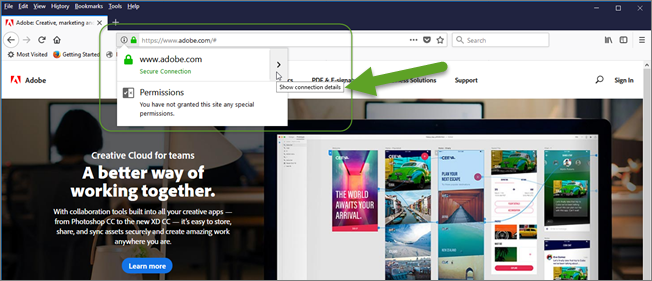 File Edit View History Bookmarks Tools Help
Adobe: Creative, marketing an
https://www.adobe.com/#
Search
Most Visited Getting Started
www.adobe.com
Secure Connection
Show connection details
Permissions
You have not granted this site any special
permissions.
Adobe
PDF & E-signat
ess Solutions
Support
Sign In
Creative Cloud for teams
A better way of
working together.
With collaboration tools built into all your creative apps —
from Photoshop CC to the new XD CC — it's easy to store,
share, and sync assets securely and create amazing work
anywhere you are.
Learn more
THE WORLD
AWAITS YOUR
ARRIVAL.
PLAN YOUR
NEXT ESCAPE